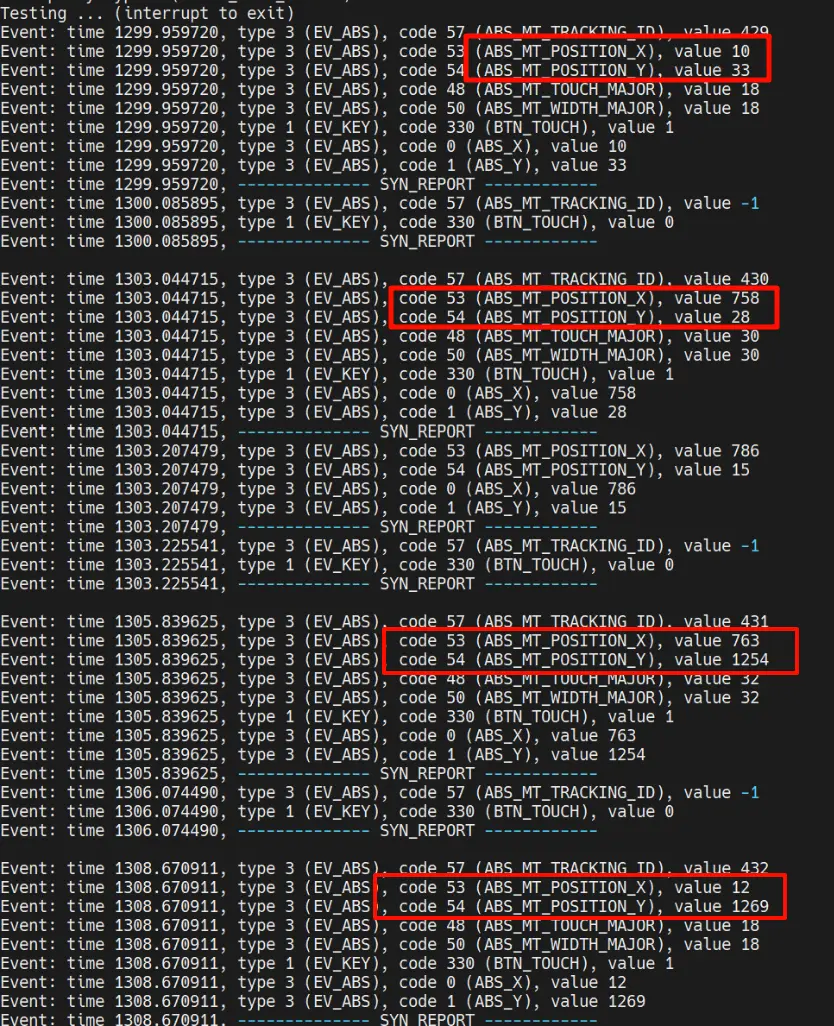 Testing ... (interrupt to exit)
Event: time 1299.959720, type 3 (EV_ABS), code 57 (ABS_MT_TRACKING_ID), value 429
Event: time 1299.959720, type 3 (EV_ABS), code 53 (ABS_MT_POSITION_X), value 10
Event: time 1299.959720, type 3 (EV_ABS), code 54 (ABS_MT_POSITION_Y), value 33
Event: time 1299.959720, type 3 (EV_ABS), code 48 (ABS_MT_TOUCH_MAJOR), value 18
Event: time 1299.959720, type 3 (EV_ABS), code 50 (ABS_MT_WIDTH_MAJOR), value 18
Event: time 1299.959720, type 1 (EV_KEY), code 330 (BTN_TOUCH), value 1
Event: time 1299.959720, type 3 (EV_ABS), code 0 (ABS_X), value 10
Event: time 1299.959720, type 3 (EV_ABS), code 1 (ABS_Y), value 33
Event: time 1299.959720, -------------- SYN_REPORT ------------
Event: time 1300.085895, type 3 (EV_ABS), code 57 (ABS_MT_TRACKING_ID), value -1
Event: time 1300.085895, type 1 (EV_KEY), code 330 (BTN_TOUCH), value 0
Event: time 1300.085895, -------------- SYN_REPORT ------------
Event: time 1303.044715, type 3 (EV_ABS), code 57 (ABS_MT_TRACKING_ID), value 430
Event: time 1303.044715, type 3 (EV_ABS), code 53 (ABS_MT_POSITION_X), value 758
Event: time 1303.044715, type 3 (EV_ABS), code 54 (ABS_MT_POSITION_Y), value 28
Event: time 1303.044715, type 3 (EV_ABS), code 48 (ABS_MT_TOUCH_MAJOR), value 30
Event: time 1303.044715, type 3 (EV_ABS), code 50 (ABS_MT_WIDTH_MAJOR), value 30
Event: time 1303.044715, type 1 (EV_KEY), code 330 (BTN_TOUCH), value 1
Event: time 1303.044715, type 3 (EV_ABS), code 0 (ABS_X), value 758
Event: time 1303.044715, type 3 (EV_ABS), code 1 (ABS_Y), value 28
Event: time 1303.044715, -------------- SYN_REPORT ------------
Event: time 1303.207479, type 3 (EV_ABS), code 53 (ABS_MT_POSITION_X), value 786
Event: time 1303.207479, type 3 (EV_ABS), code 54 (ABS_MT_POSITION_Y), value 15
Event: time 1303.207479, type 3 (EV_ABS), code 0 (ABS_X), value 786
Event: time 1303.207479, type 3 (EV_ABS), code 1 (ABS_Y), value 15
Event: time 1303.207479, -------------- SYN_REPORT ------------
Event: time 1303.225541, type 3 (EV_ABS), code 57 (ABS_MT_TRACKING_ID), value -1
Event: time 1303.225541, type 1 (EV_KEY), code 330 (BTN_TOUCH), value 0
Event: time 1303.225541, -------------- SYN_REPORT ------------
Event: time 1305.839625, type 3 (EV_ABS), code 57 (ABS_MT_TRACKING_ID), value 431
Event: time 1305.839625, type 3 (EV_ABS), code 53 (ABS_MT_POSITION_X), value 763
Event: time 1305.839625, type 3 (EV_ABS), code 54 (ABS_MT_POSITION_Y), value 1254
Event: time 1305.839625, type 3 (EV_ABS), code 48 (ABS_MT_TOUCH_MAJOR), value 32
Event: time 1305.839625, type 3 (EV_ABS), code 50 (ABS_MT_WIDTH_MAJOR), value 32
Event: time 1305.839625, type 1 (EV_KEY), code 330 (BTN_TOUCH), value 1
Event: time 1305.839625, type 3 (EV_ABS), code 0 (ABS_X), value 763
Event: time 1305.839625, type 3 (EV_ABS), code 1 (ABS_Y), value 1254
Event: time 1305.839625, -------------- SYN_REPORT ------------
Event: time 1306.074490, type 3 (EV_ABS), code 57 (ABS_MT_TRACKING_ID), value -1
Event: time 1306.074490, type 1 (EV_KEY), code 330 (BTN_TOUCH), value 0
Event: time 1306.074490, -------------- SYN_REPORT ------------
Event: time 1308.670911, type 3 (EV_ABS), code 57 (ABS_MT_TRACKING_ID), value 432
Event: time 1308.670911, type 3 (EV_ABS), code 53 (ABS_MT_POSITION_X), value 12
Event: time 1308.670911, type 3 (EV_ABS), code 54 (ABS_MT_POSITION_Y), value 1269
Event: time 1308.670911, type 3 (EV_ABS), code 48 (ABS_MT_TOUCH_MAJOR), value 18
Event: time 1308.670911, type 3 (EV_ABS), code 50 (ABS_MT_WIDTH_MAJOR), value 18
Event: time 1308.670911, type 1 (EV_KEY), code 330 (BTN_TOUCH), value 1
Event: time 1308.670911, type 3 (EV_ABS), code 0 (ABS_X), value 12
Event: time 1308.670911, type 3 (EV_ABS), code 1 (ABS_Y), value 1269
Event: time 1308.670911, -------------- SYN_REPORT ------------